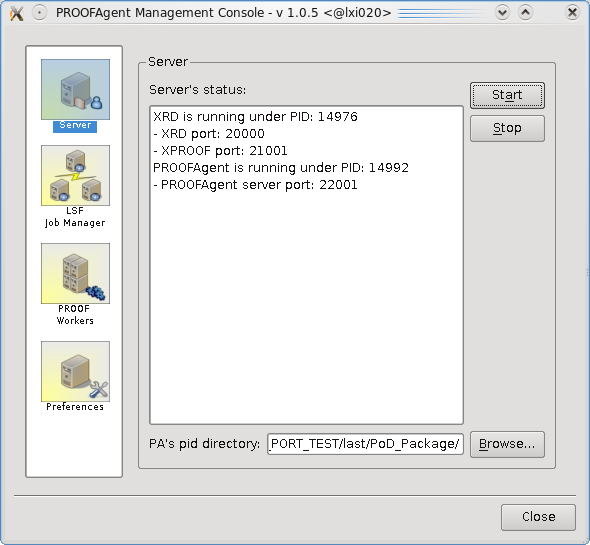 PROOFAgent Management Console - v 1.0.5 <@lxi020>
Server
LSF
Job Manager
PROOF
Workers
Preferences
Server
Server's status:
XRD is running under PID: 14976
- XRD port: 20000
- XPROOF port: 21001
PROOFAgent is running under PID: 14992
- PROOFAgent server port: 22001
PA's pid directory: _PORT_TEST/last/PoD_Package/ Browse...
Start
Stop
Close